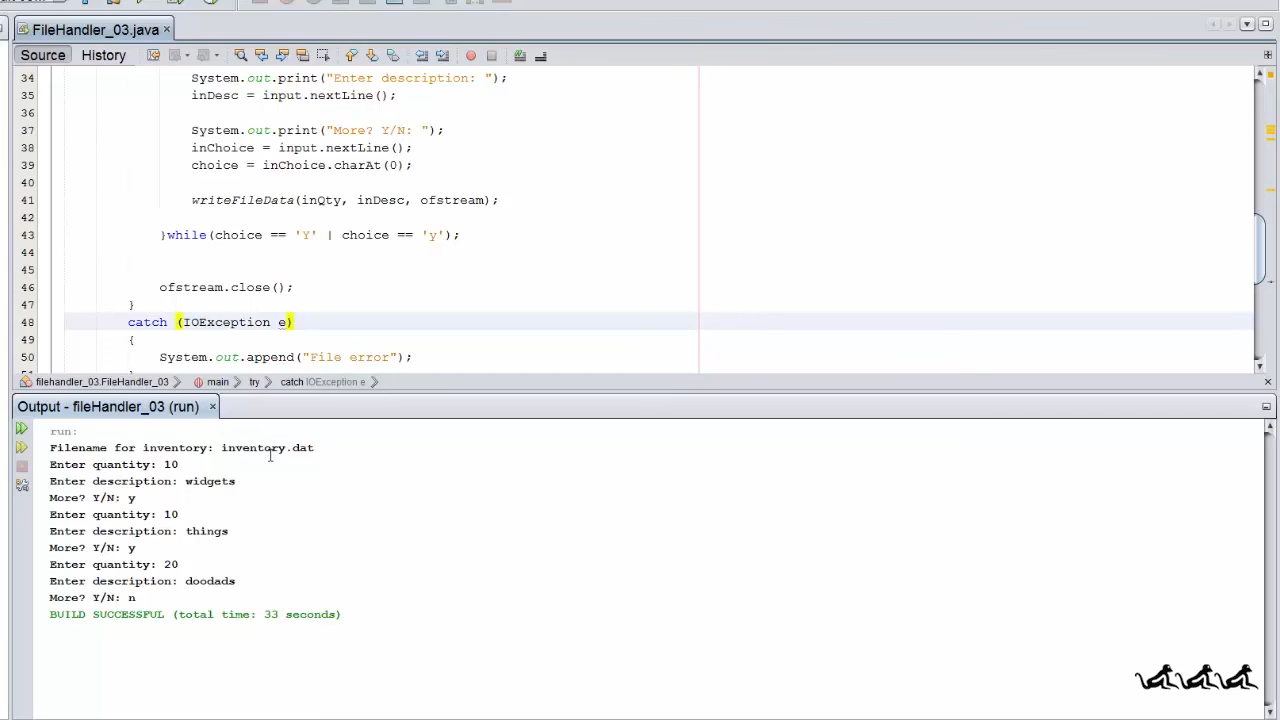 FileHandler_03.java
Source History
34 System.out.print("Enter description: ");
35 inDesc = input.nextLine();
36
37 System.out.print("More? Y/N: ");
38 inChoice = input.nextLine();
39 choice = inChoice.charAt(0);
40
41 writeFileData(inQty, inDesc, ofstream);
42
43 }while(choice == 'Y' | choice == 'y');
44
45
46 ofstream.close();
47 }
48 catch (IOException e)
49 {
50 System.out.append("File error");
filehandler_03.FileHandler_03 main try catch IOException e
Output - fileHandler_03 (run)
run:
Filename for inventory: inventory.dat
Enter quantity: 10
Enter description: widgets
More? Y/N: y
Enter quantity: 10
Enter description: things
More? Y/N: y
Enter quantity: 20
Enter description: doodads
More? Y/N: n
BUILD SUCCESSFUL (total time: 33 seconds)